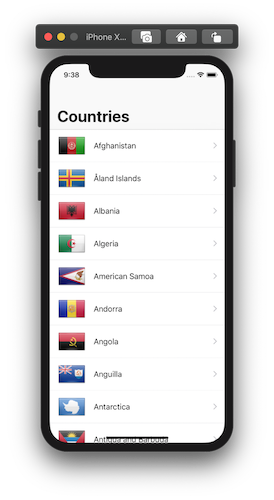 iPhone X...
9:38
Countries
Afghanistan
Åland Islands
Albania
Algeria
American Samoa
Andorra
Angola
Anguilla
Antarctica
Antigua and Barbuda